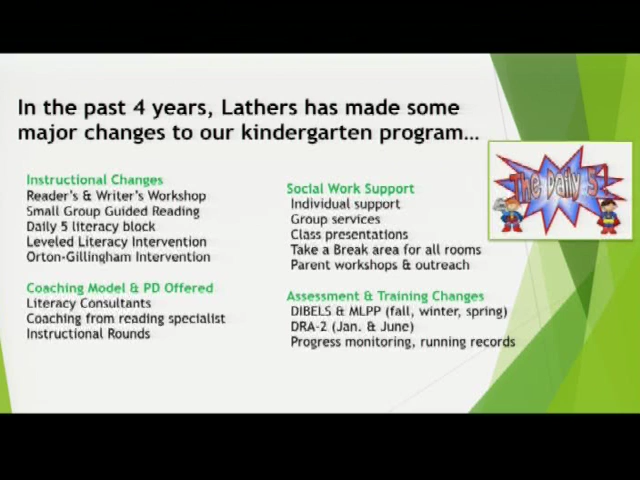 In the past 4 years, Lathers has made some
major changes to our kindergarten program...
Instructional Changes
Reader's & Writer's Workshop
Small Group Guided Reading
Daily 5 literacy block
Leveled Literacy Intervention
Orton-Gillingham Intervention
Coaching Model & PD Offered
Literacy Consultants
Coaching from reading specialist
Instructional Rounds
Social Work Support
Individual support
Group services
Class presentations
Take a Break area for all rooms
Parent workshops & outreach
Assessment & Training Changes
DIBELS & MLPP (fall, winter, spring)
DRA-2 (Jan. & June)
Progress monitoring, running records
The Daily 5